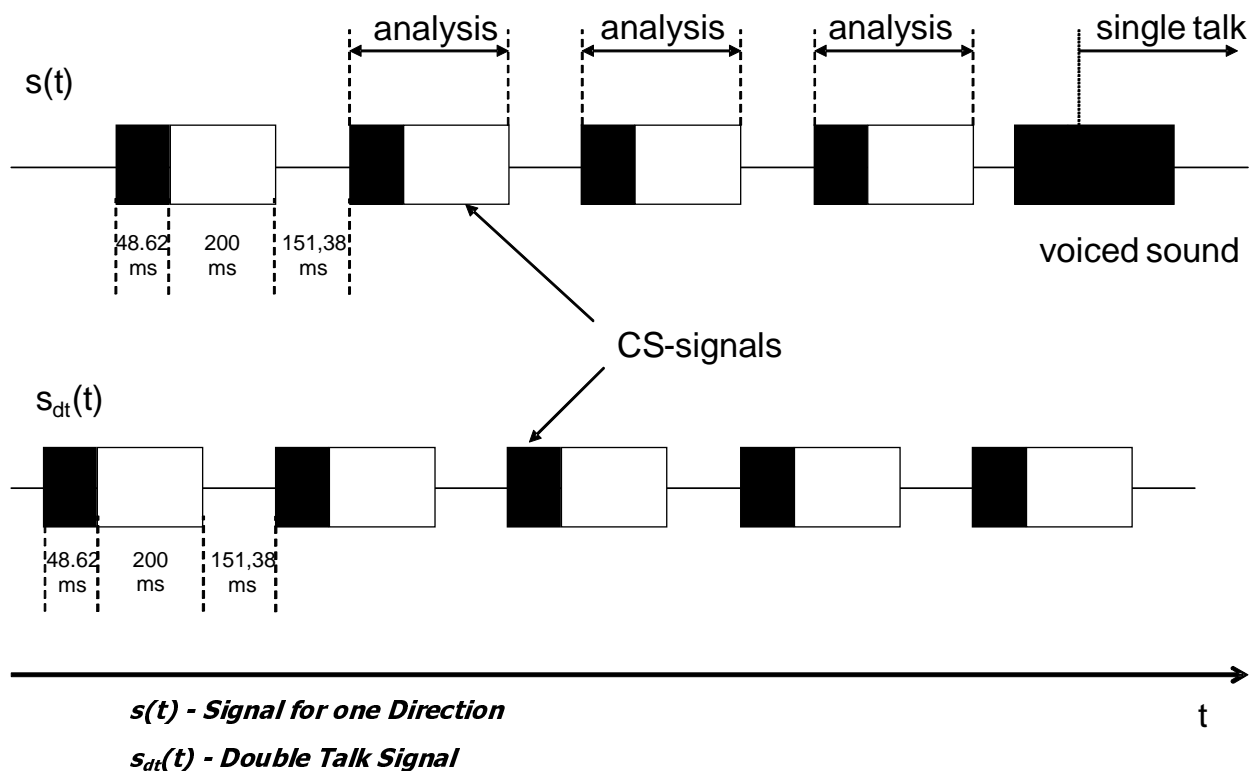 analysis analysis analysis single talk
s(t)
48.62 200 151,38
ms ms ms
voiced sound
CS-signals
sdt(t)
48.62 200 151,38
ms ms ms
t
s(t) - Signal for one Direction
sdt(t) - Double Talk Signal